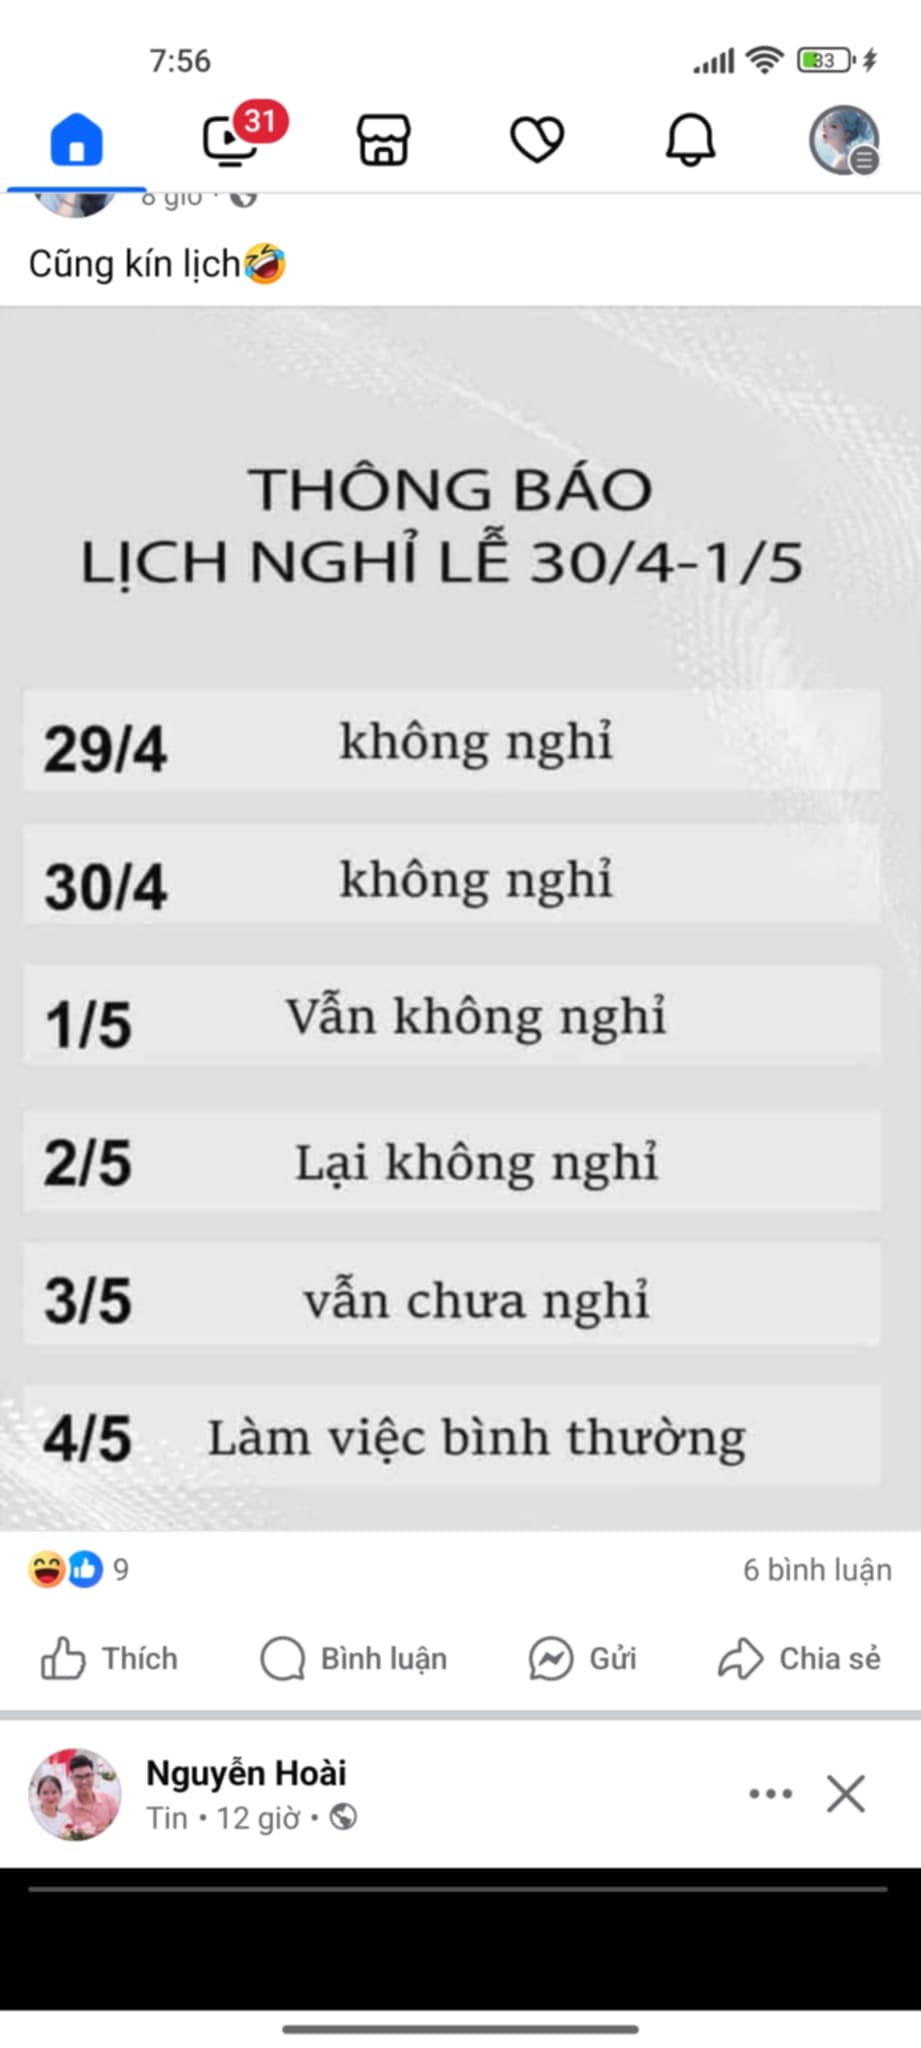 7:56
33
31
8 giờ
Cũng kín lịch🤣
THÔNG BÁO
LỊCH NGHỈ LỄ 30/4-1/5
29/4 không nghỉ
30/4 không nghỉ
1/5 Vẫn không nghỉ
2/5 Lại không nghỉ
3/5 vẫn chưa nghỉ
4/5 Làm việc bình thường
9 6 bình luận
Thích Bình luận Gửi Chia sẻ
Nguyễn Hoài
Tin • 12 giờ •